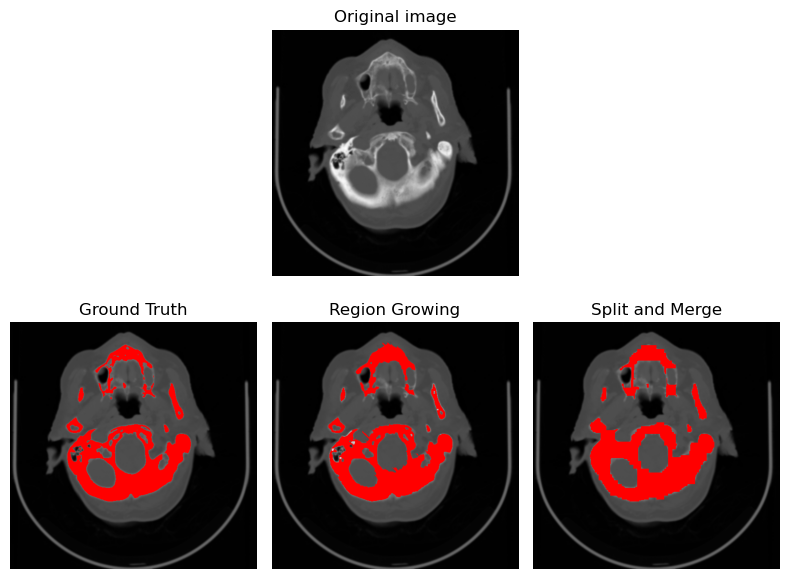 Original image
Ground Truth
Region Growing
Split and Merge